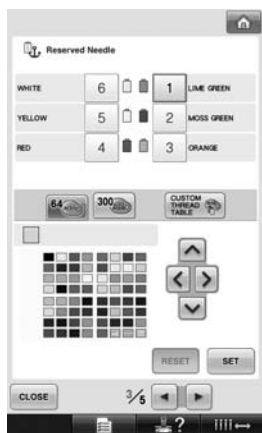 Reserved Needle
WHITE 6 1 LIME GREEN
YELLOW 5 2 MOSS GREEN
RED 4 3 ORANGE
64 300 CUSTOM THREAD TABLE
RESET SET
CLOSE 3/5
?